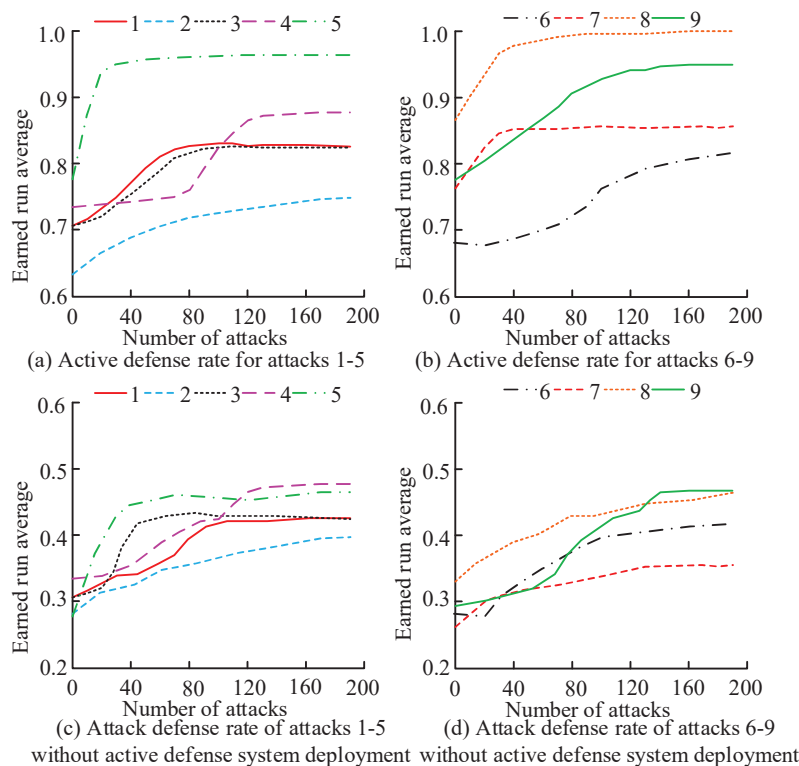 1 2 3 4 5
1.0
0.9
0.8
0.7
0.6
Earned run average
0 40 80 120 160 200
Number of attacks
(a) Active defense rate for attacks 1-5
6 7 8 9
1.0
0.9
0.8
0.7
0.6
Earned run average
0 40 80 120 160 200
Number of attacks
(b) Active defense rate for attacks 6-9
1 2 3 4 5
0.6
0.5
0.4
0.3
0.2
Earned run average
0 40 80 120 160 200
Number of attacks
(c) Attack defense rate of attacks 1-5
without active defense system deployment
6 7 8 9
0.6
0.5
0.4
0.3
0.2
Earned run average
0 40 80 120 160 200
Number of attacks
(d) Attack defense rate of attacks 6-9
without active defense system deployment